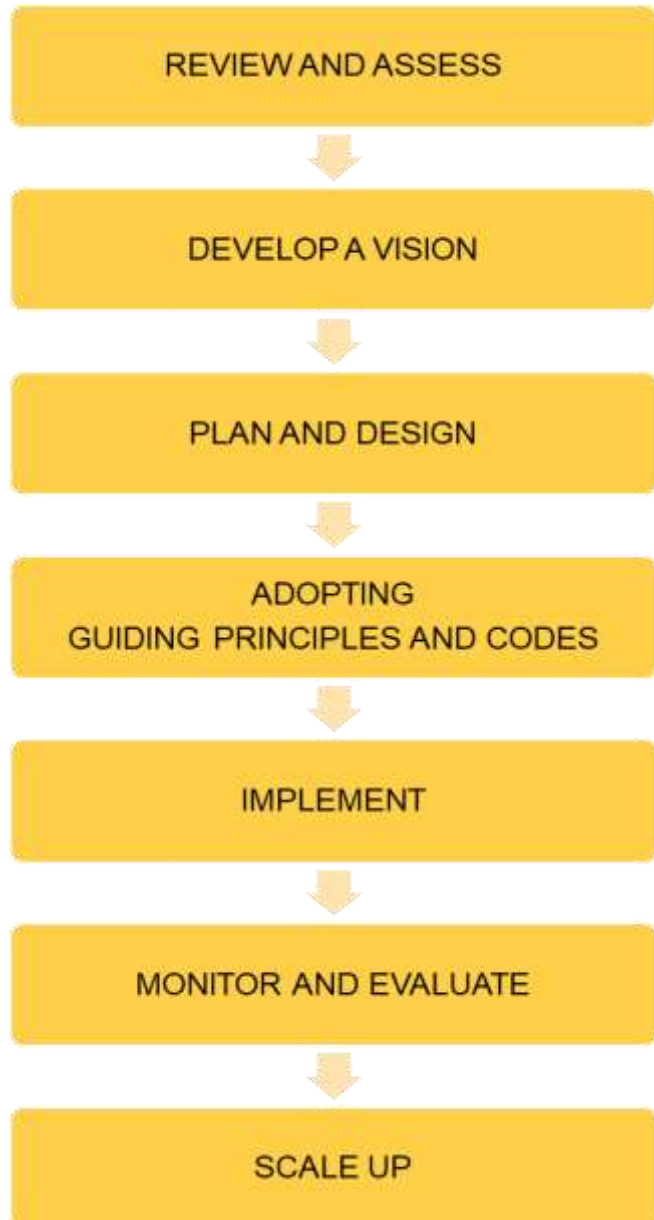 REVIEW AND ASSESS
DEVELOP A VISION
PLAN AND DESIGN
ADOPTING
GUIDING PRINCIPLES AND CODES
IMPLEMENT
MONITOR AND EVALUATE
SCALE UP